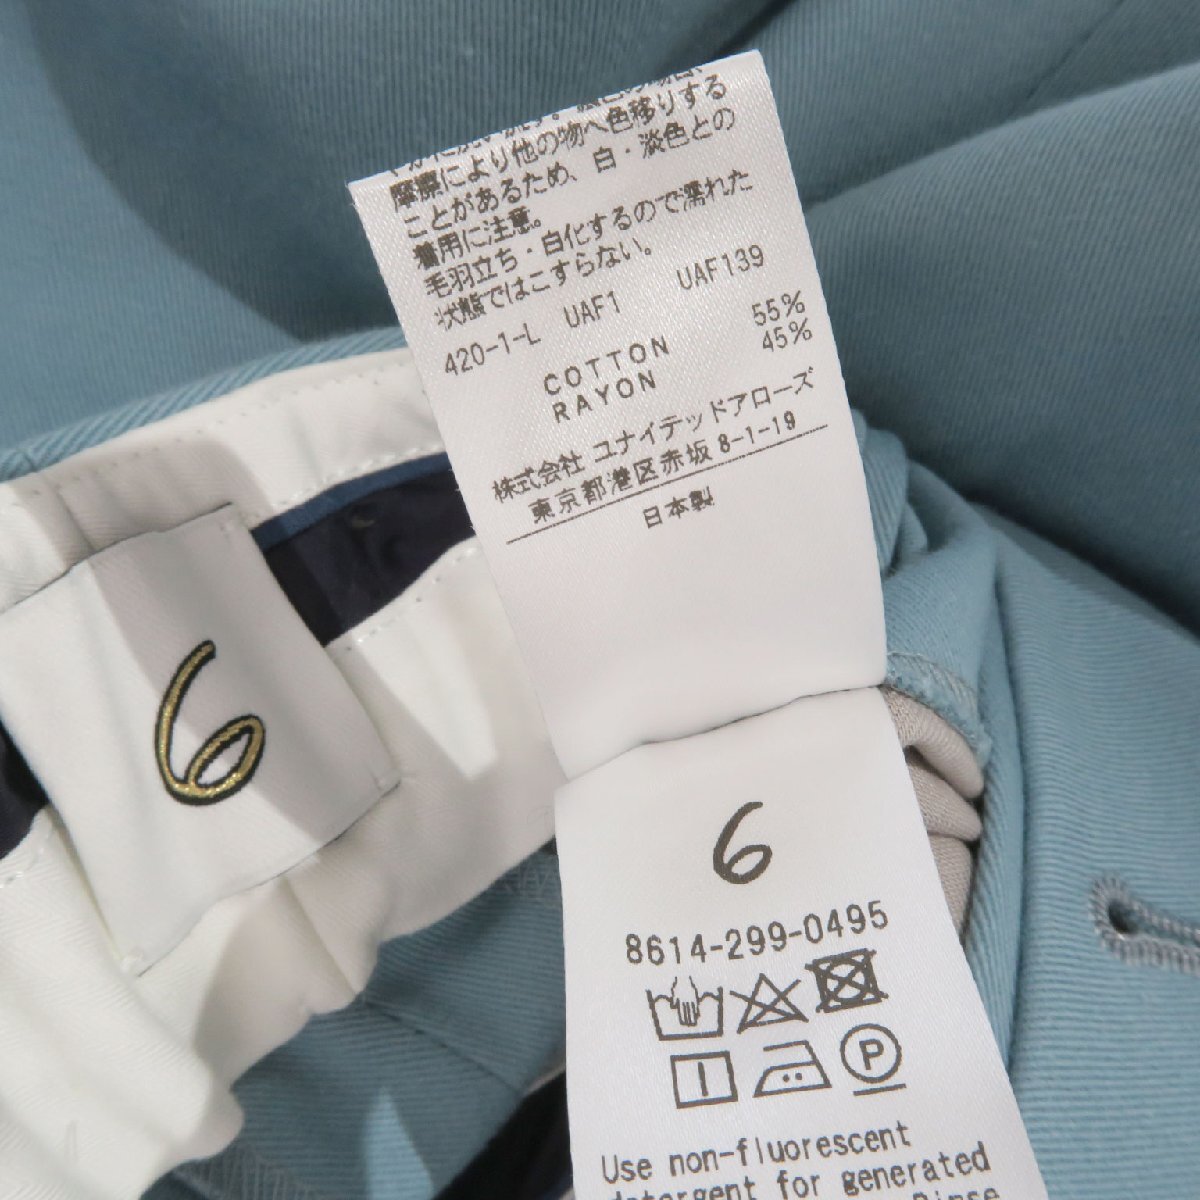 摩擦により他の物へ色移りする
ことがあるため、白・淡色との
着用に注意。
毛羽立ち・白化するので濡れた
状態ではこすらない。
420-1-L UAF1 UAF139
COTTON 55%
RAYON 45%
株式会社 ユナイテッドアローズ
東京都港区赤坂 8-1-19
日本製
6
6
8614-299-0495
P
Use non-fluorescent
detergent for generated
Rinse